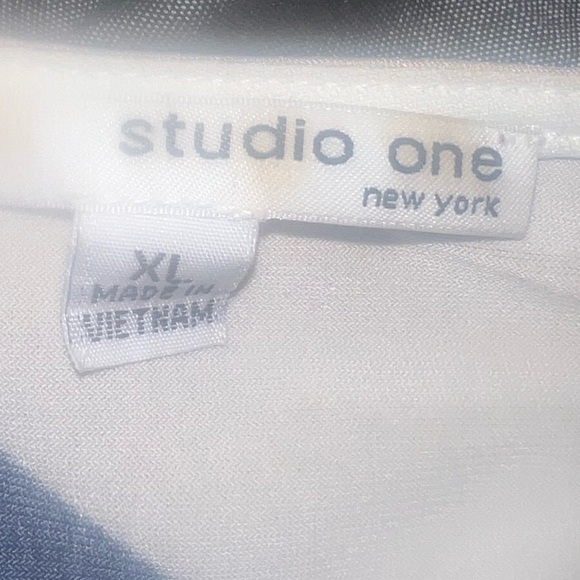 studio one
new york
XL
MADE IN
VIETNAM